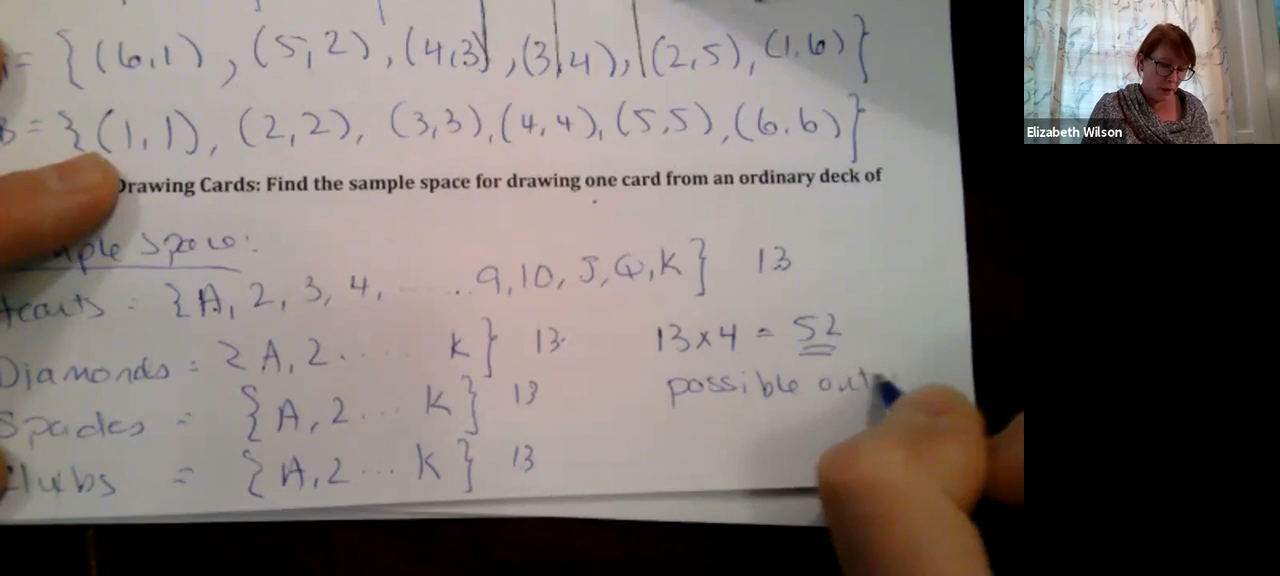 = {(6,1), (5,2), (4,3), (3,4), (2,5), (1,6)}
= {(1,1), (2,2), (3,3), (4,4), (5,5), (6,6)}
Drawing Cards: Find the sample space for drawing one card from an ordinary deck of
Space:
= {A, 2, 3, 4, ... 9, 10, J, Q, K} 13
Diamonds = {A, 2 .... K} 13
13 x 4 = 52
Spades = {A, 2 ... K} 13
possible out
Clubs = {A, 2 ... K} 13
Elizabeth Wilson